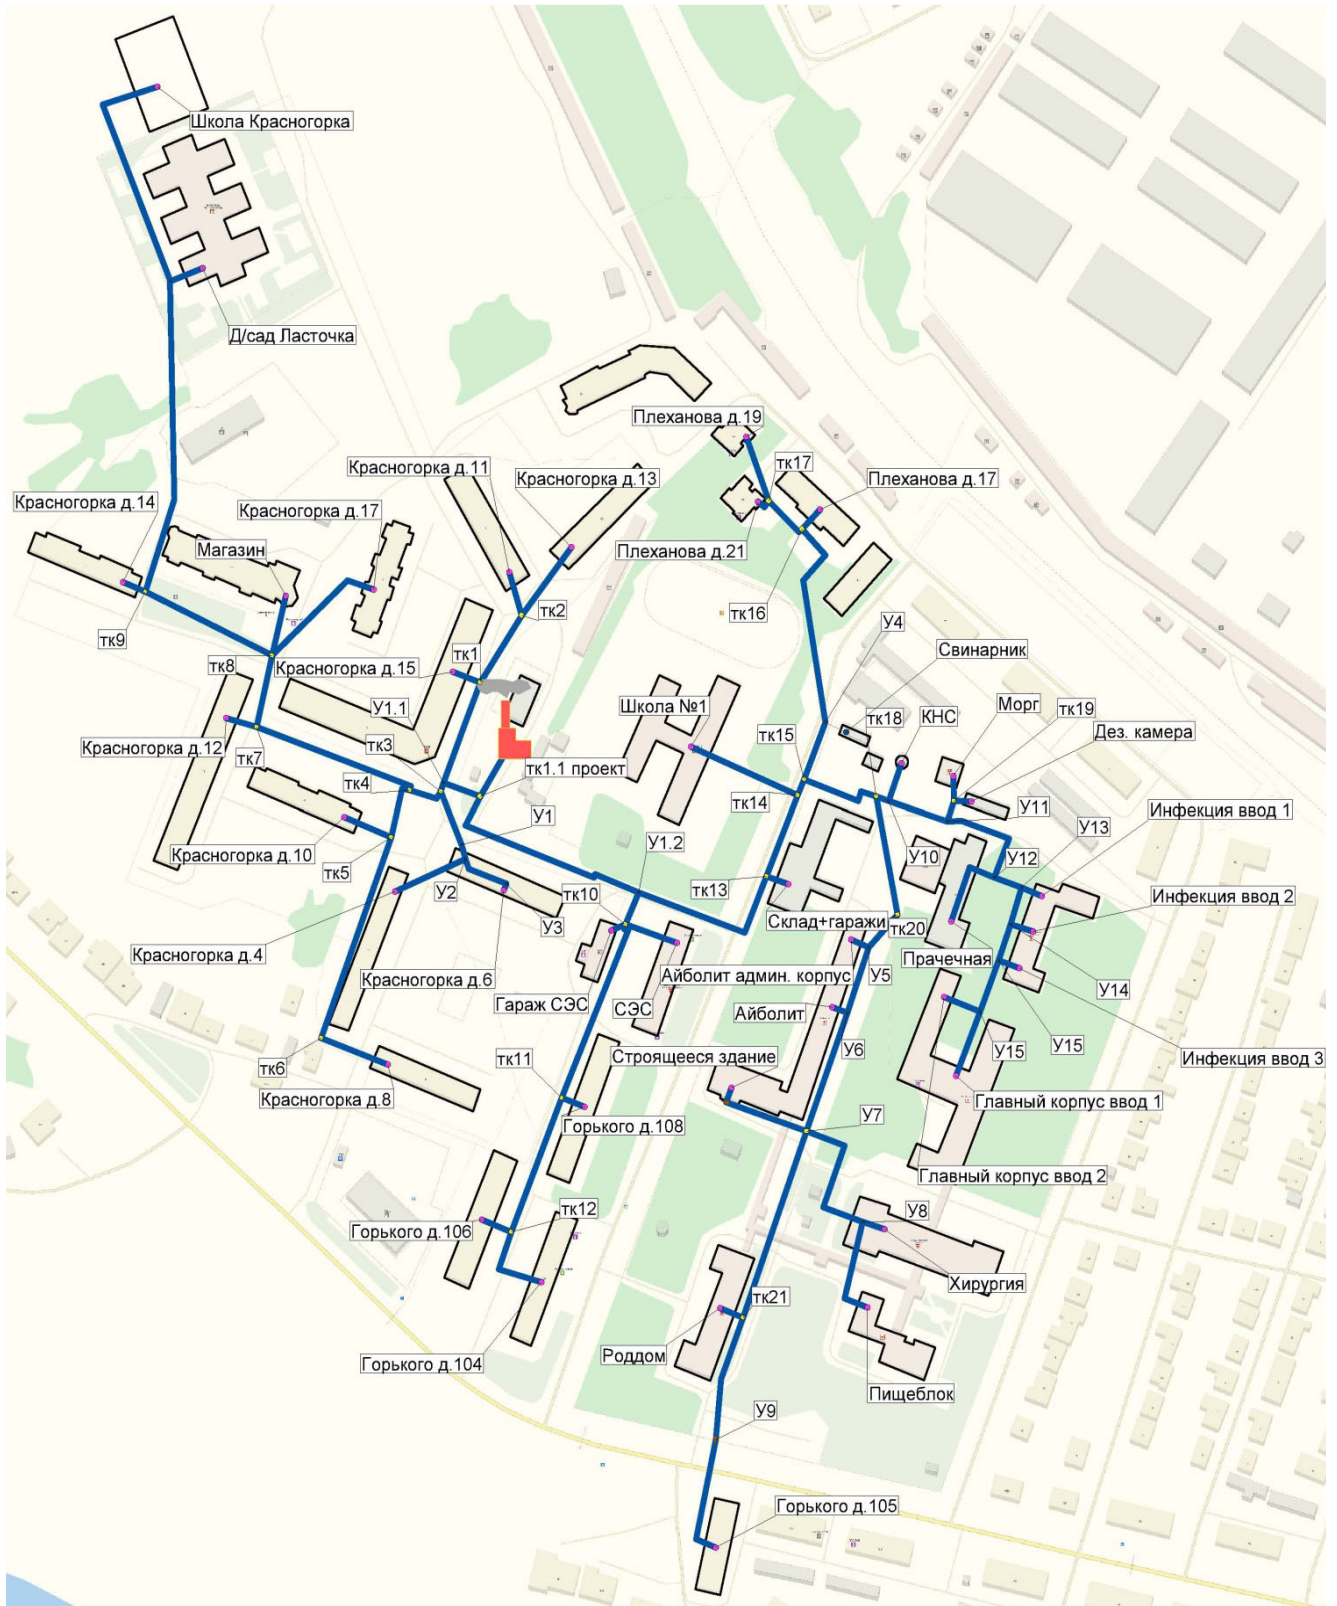 Школа Красногорка
Д/сад Ласточка
Плеханова д.19
Красногорка д.11
тк17
Красногорка д.13
Плеханова д.17
Красногорка д.14
Красногорка д.17
Магазин
Плеханова д.21
тк9
тк2
тк16
У4
тк8
Красногорка д.15
тк1
Свинарник
У1.1
Школа №1
тк18
КНС
Морг
тк19
Красногорка д.12
тк7
тк3
тк15
Дез. камера
тк1.1 проект
тк4
тк14
У11
Инфекция ввод 1
У1
У13
Красногорка д.10
тк5
У1.2
У10
У12
У2
тк10
У3
тк13
Инфекция ввод 2
Склад+гаражи
тк20
Красногорка д.4
Прачечная
Красногорка д.6
Айболит админ. корпус
У5
Гараж СЭС
СЭС
У14
Айболит
У6
У15
У15
Инфекция ввод 3
тк6
тк11
Строящееся здание
Красногорка д.8
Главный корпус ввод 1
Горького д.108
У7
Главный корпус ввод 2
Горького д.106
тк12
У8
Хирургия
тк21
Роддом
Горького д.104
Пищеблок
У9
Горького д.105